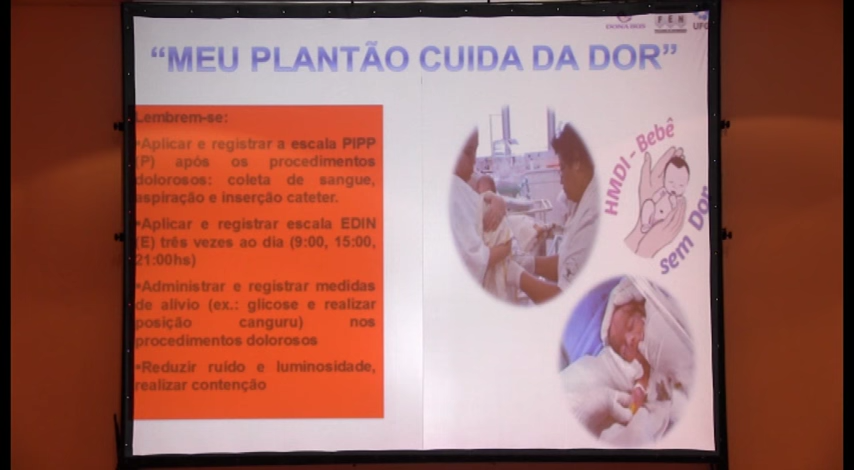 FEN
UFG
“MEU PLANTÃO CUIDA DA DOR”
Lembrem-se:
•Aplicar e registrar a escala PIPP
(P) após os procedimentos
dolorosos: coleta de sangue,
aspiração e inserção cateter.
•Aplicar e registrar escala EDIN
(E) três vezes ao dia (9:00, 15:00,
21:00hs)
•Administrar e registrar medidas
de alívio (ex.: glicose e realizar
posição canguru) nos
procedimentos dolorosos
•Reduzir ruído e luminosidade,
realizar contenção
HMDI - Bebê
sem Dor